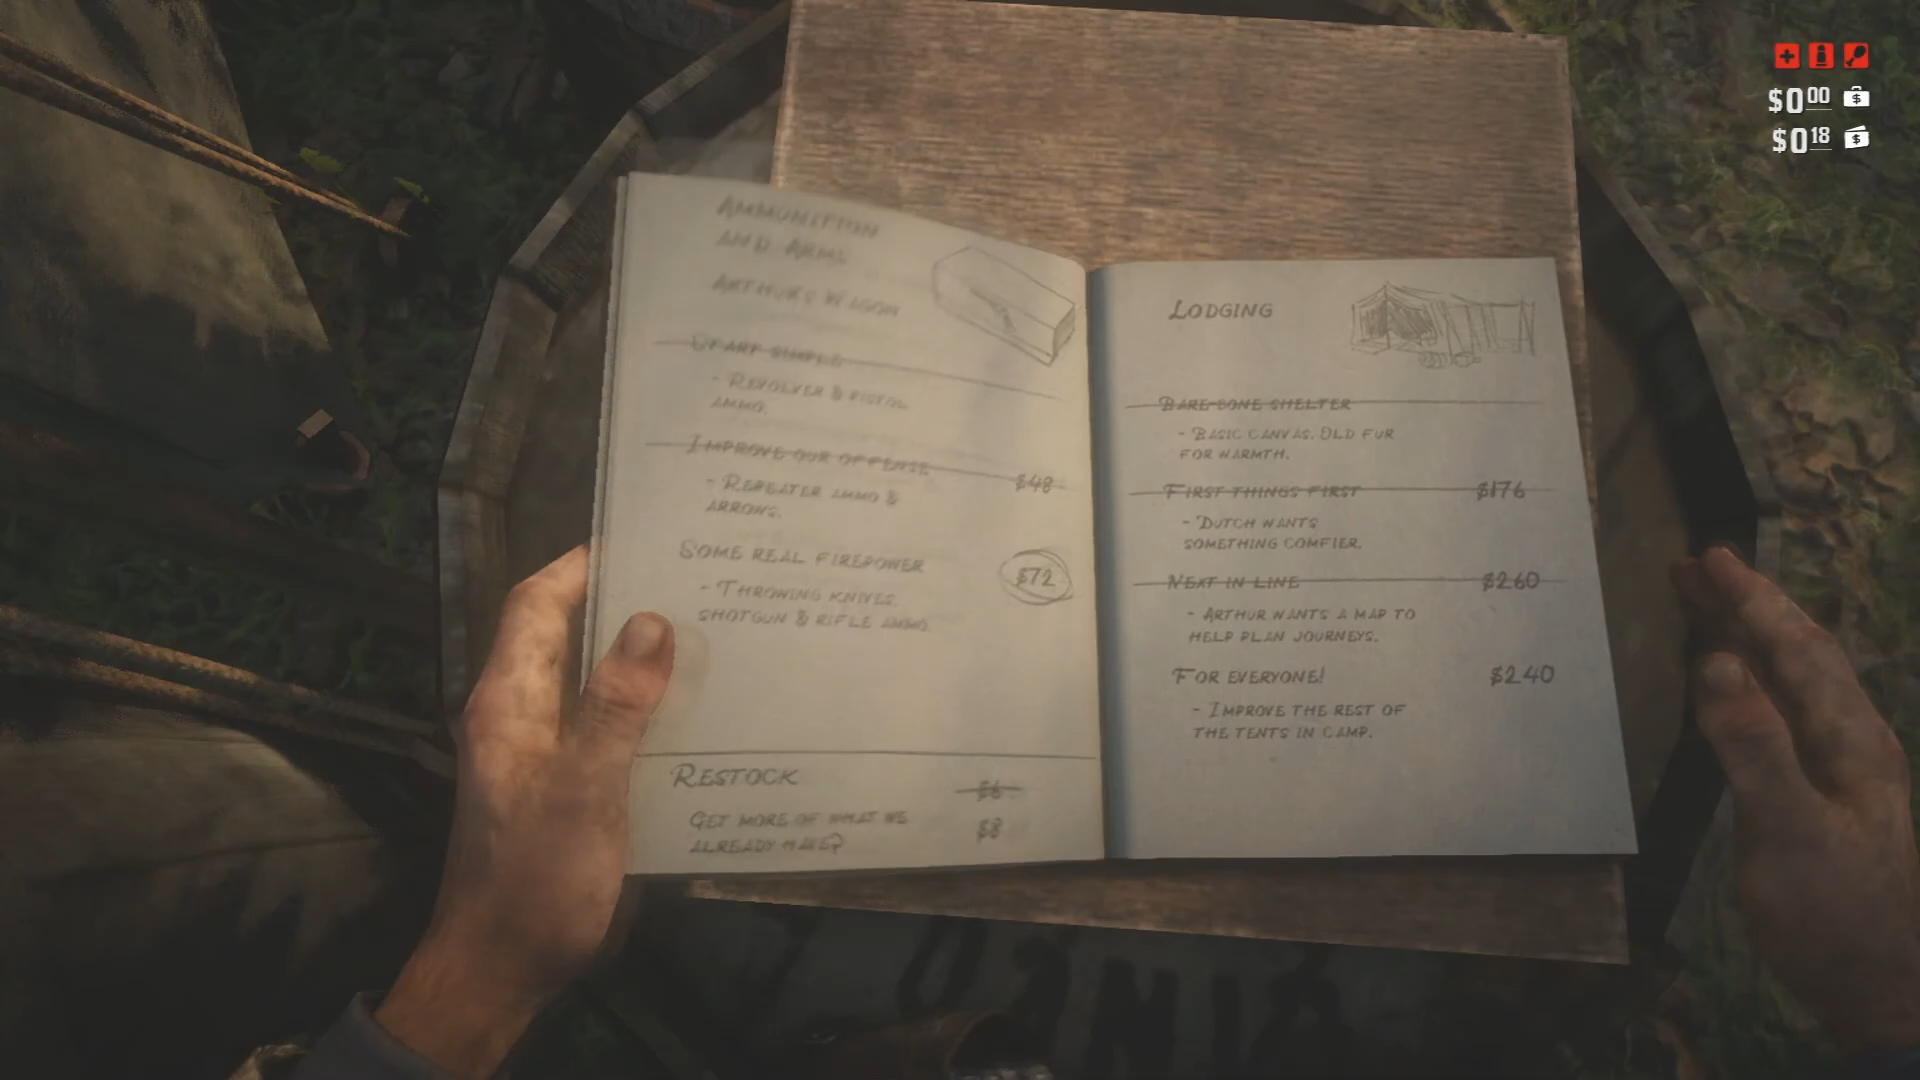 $0 00
$0 18
AMMUNITION
AND ARMS
ARTHUR'S WAGON
START SIMPLE
- REVOLVER & PISTOL
AMMO.
IMPROVE OUR OFFENSE $48
- REPEATER AMMO &
ARROWS.
SOME REAL FIREPOWER $72
- THROWING KNIVES,
SHOTGUN & RIFLE AMMO.
RESTOCK $6
GET MORE OF WHAT WE $8
ALREADY HAVE?
LODGING
BARE-BONE SHELTER
- BASIC CANVAS. OLD FUR
FOR WARMTH.
FIRST THINGS FIRST $176
- DUTCH WANTS
SOMETHING COMFIER.
NEXT IN LINE $260
- ARTHUR WANTS A MAP TO
HELP PLAN JOURNEYS.
FOR EVERYONE! $240
- IMPROVE THE REST OF
THE TENTS IN CAMP.